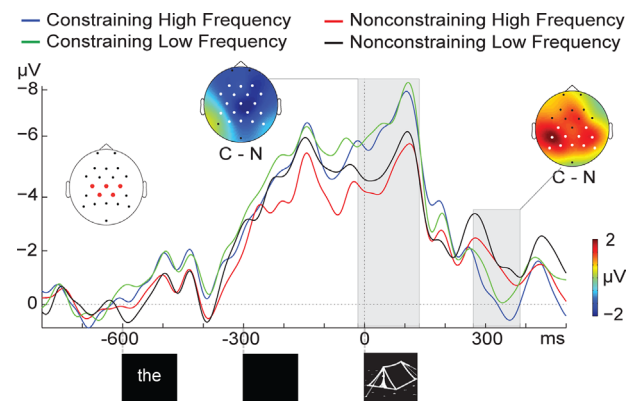 Constraining High Frequency
Nonconstraining High Frequency
Constraining Low Frequency
Nonconstraining Low Frequency
μV
-8
-6
-4
-2
0
C - N
C - N
2
μV
-2
-600
-300
0
300
ms
the